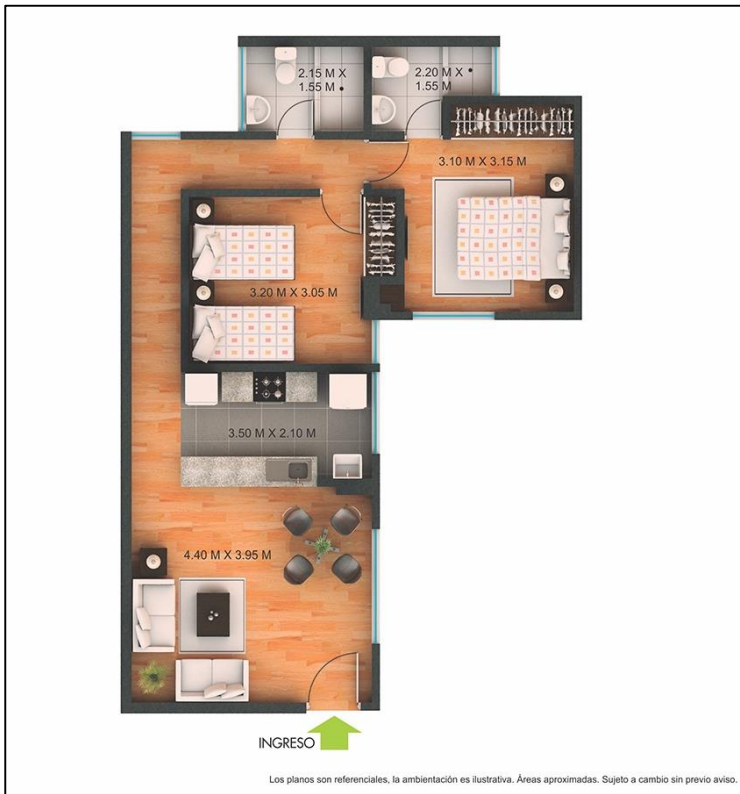 2.15 M X
1.55 M •
2.20 M X •
1.55 M
3.10 M X 3.15 M
3.20 M X 3.05 M
3.50 M X 2.10 M
4.40 M X 3.95 M
INGRESO
Los planos son referenciales, la ambientación es ilustrativa. Áreas aproximadas. Sujeto a cambio sin previo aviso.